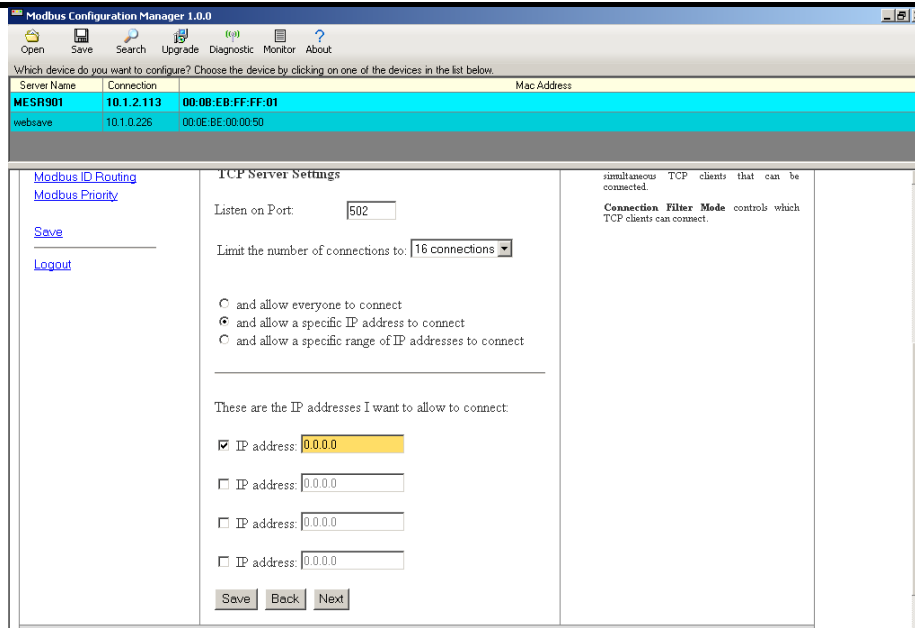 Modbus Configuration Manager 1.0.0
Open Save Search Upgrade Diagnostic Monitor About
Which device do you want to configure? Choose the device by clicking on one of the devices in the list below.
Server Name Connection Mac Address
MESR901 10.1.2.113 00:0B:EB:FF:FF:01
websave 10.1.0.226 00:0E:BE:00:00:50
Modbus ID Routing
Modbus Priority
Save
Logout
TCP Server Settings
Listen on Port: 502
Limit the number of connections to: 16 connections
and allow everyone to connect
and allow a specific IP address to connect
and allow a specific range of IP addresses to connect
These are the IP addresses I want to allow to connect:
IP address: 0.0.0.0
IP address: 0.0.0.0
IP address: 0.0.0.0
IP address: 0.0.0.0
Save Back Next
simultaneous TCP clients that can be
connected.
Connection Filter Mode controls which
TCP clients can connect.